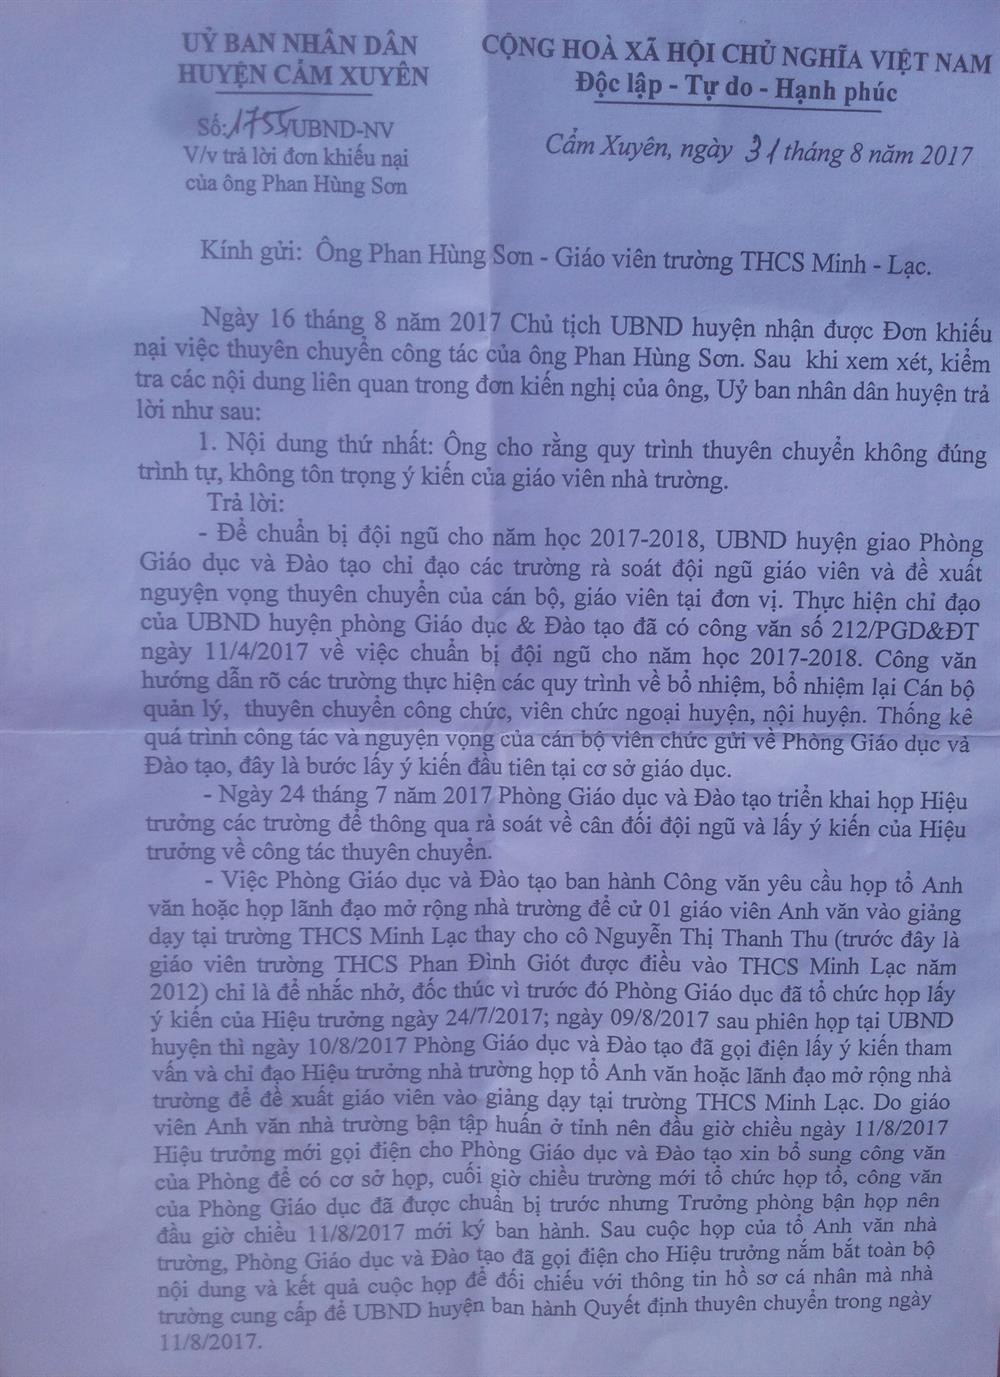 UỶ BAN NHÂN DÂN
HUYỆN CẨM XUYÊN
CỘNG HOÀ XÃ HỘI CHỦ NGHĨA VIỆT NAM
Độc lập - Tự do - Hạnh phúc
Số:1755/UBND-NV
V/v trả lời đơn khiếu nại
của ông Phan Hùng Sơn
Cẩm Xuyên, ngày 31 tháng 8 năm 2017
Kính gửi: Ông Phan Hùng Sơn - Giáo viên trường THCS Minh - Lạc.
Ngày 16 tháng 8 năm 2017 Chủ tịch UBND huyện nhận được Đơn khiếu
nại việc thuyên chuyển công tác của ông Phan Hùng Sơn. Sau khi xem xét, kiểm
tra các nội dung liên quan trong đơn kiến nghị của ông, Uỷ ban nhân dân huyện trả
lời như sau:
1. Nội dung thứ nhất: Ông cho rằng quy trình thuyên chuyển không đúng
trình tự, không tôn trọng ý kiến của giáo viên nhà trường.
Trả lời:
- Để chuẩn bị đội ngũ cho năm học 2017-2018, UBND huyện giao Phòng
Giáo dục và Đào tạo chỉ đạo các trường rà soát đội ngũ giáo viên và đề xuất
nguyện vọng thuyên chuyển của cán bộ, giáo viên tại đơn vị. Thực hiện chỉ đạo
của UBND huyện phòng Giáo dục & Đào tạo đã có công văn số 212/PGD&ĐT
ngày 11/4/2017 về việc chuẩn bị đội ngũ cho năm học 2017-2018. Công văn
hướng dẫn rõ các trường thực hiện các quy trình về bổ nhiệm, bổ nhiệm lại Cán bộ
quản lý, thuyên chuyển công chức, viên chức ngoại huyện, nội huyện. Thống kê
quá trình công tác và nguyện vọng của cán bộ viên chức gửi về Phòng Giáo dục và
Đào tạo, đây là bước lấy ý kiến đầu tiên tại cơ sở giáo dục.
- Ngày 24 tháng 7 năm 2017 Phòng Giáo dục và Đào tạo triển khai họp Hiệu
trưởng các trường để thông qua rà soát về cân đối đội ngũ và lấy ý kiến của Hiệu
trưởng về công tác thuyên chuyển.
- Việc Phòng Giáo dục và Đào tạo ban hành Công văn yêu cầu họp tổ Anh
văn hoặc họp lãnh đạo mở rộng nhà trường để cử 01 giáo viên Anh văn vào giảng
dạy tại trường THCS Minh Lạc thay cho cô Nguyễn Thị Thanh Thu (trước đây là
giáo viên trường THCS Phan Đình Giót được điều vào THCS Minh Lạc năm
2012) chỉ là để nhắc nhở, đốc thúc vì trước đó Phòng Giáo dục đã tổ chức họp lấy
ý kiến của Hiệu trưởng ngày 24/7/2017; ngày 09/8/2017 sau phiên họp tại UBND
huyện thì ngày 10/8/2017 Phòng Giáo dục và Đào tạo đã gọi điện lấy ý kiến tham
vấn và chỉ đạo Hiệu trưởng nhà trường họp tổ Anh văn hoặc lãnh đạo mở rộng nhà
trường để đề xuất giáo viên vào giảng dạy tại trường THCS Minh Lạc. Do giáo
viên Anh văn nhà trường bận tập huấn ở tỉnh nên đầu giờ chiều ngày 11/8/2017
Hiệu trưởng mới gọi điện cho Phòng Giáo dục và Đào tạo xin bổ sung công văn
của Phòng để có cơ sở họp, cuối giờ chiều trường mới tổ chức họp tổ, công văn
của Phòng Giáo dục đã được chuẩn bị trước nhưng Trưởng phòng bận họp nên
đầu giờ chiều 11/8/2017 mới ký ban hành. Sau cuộc họp của tổ Anh văn nhà
trường, Phòng Giáo dục và Đào tạo đã gọi điện cho Hiệu trưởng nắm bắt toàn bộ
nội dung và kết quả cuộc họp để đối chiếu với thông tin hồ sơ cá nhân mà nhà
trường cung cấp để UBND huyện ban hành Quyết định thuyên chuyển trong ngày
11/8/2017.